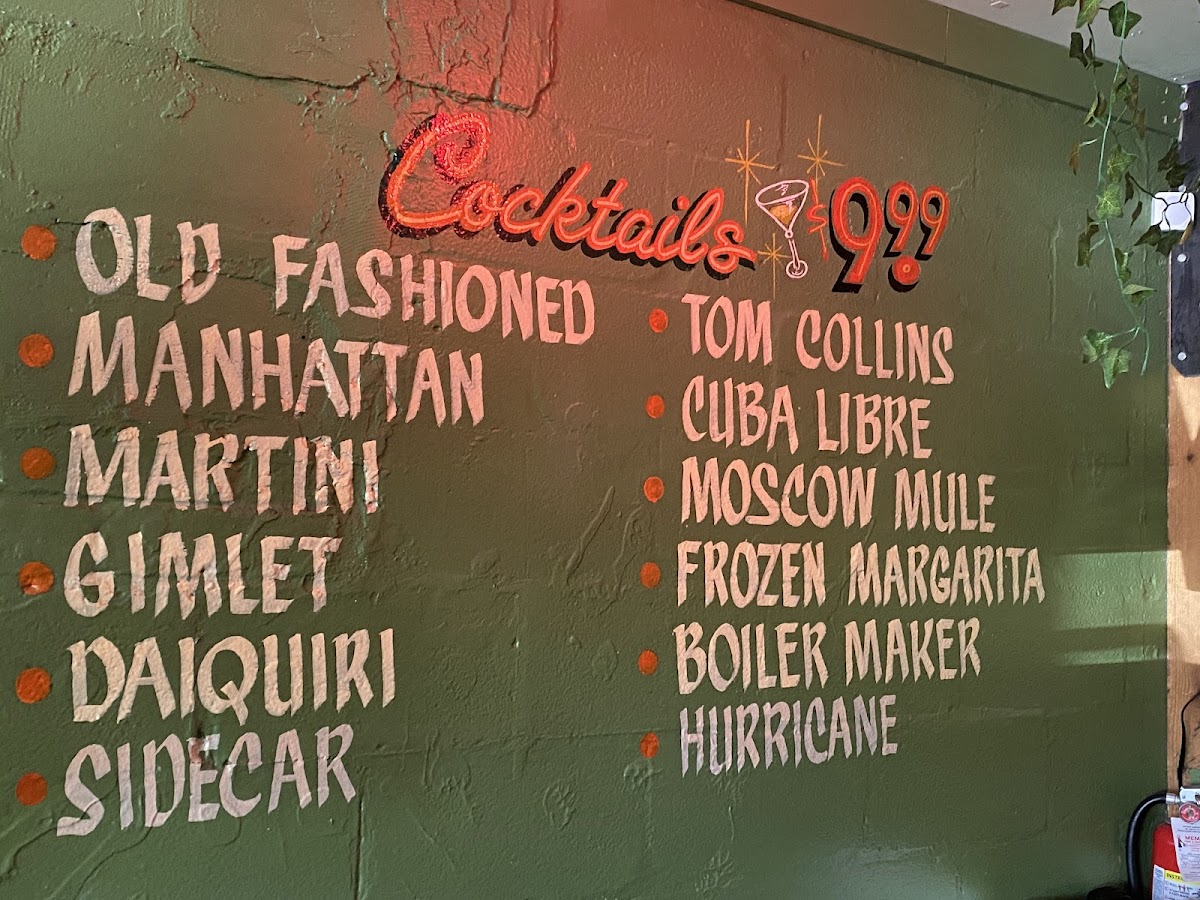 Cocktails $9.99
OLD FASHIONED
MANHATTAN
MARTINI
GIMLET
DAIQUIRI
SIDECAR
TOM COLLINS
CUBA LIBRE
MOSCOW MULE
FROZEN MARGARITA
BOILER MAKER
HURRICANE